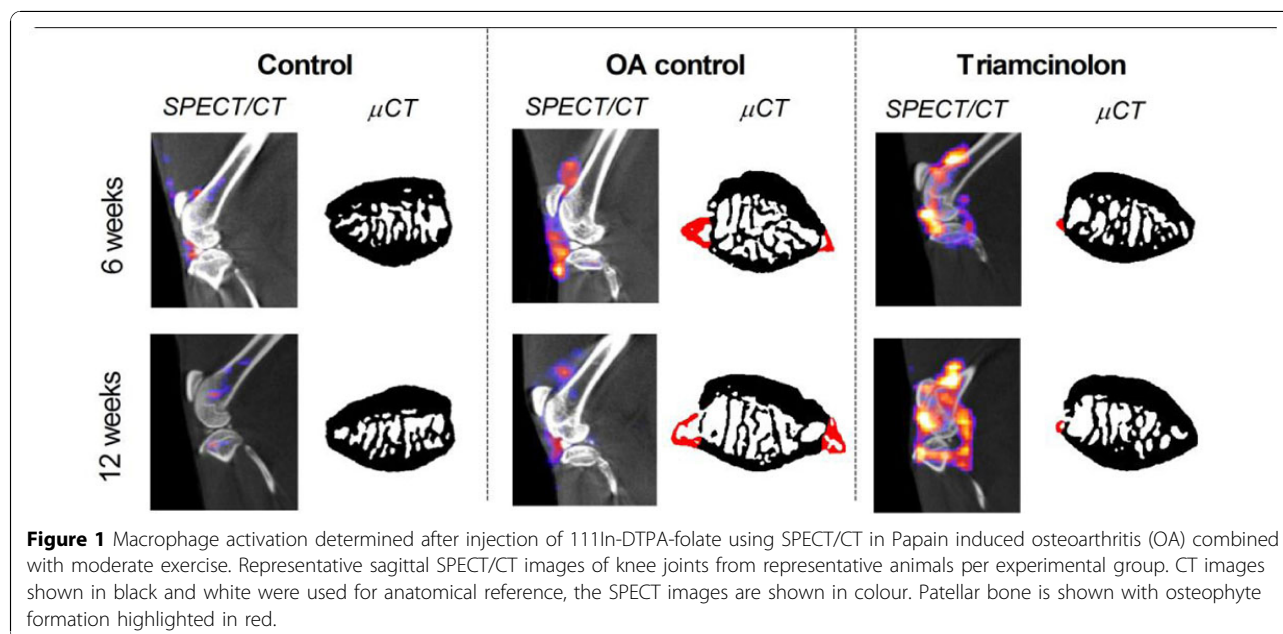 Control OA control Triamcinolon
SPECT/CT μCT SPECT/CT μCT SPECT/CT μCT
6 weeks
12 weeks
Figure 1 Macrophage activation determined after injection of 111In-DTPA-folate using SPECT/CT in Papain induced osteoarthritis (OA) combined
with moderate exercise. Representative sagittal SPECT/CT images of knee joints from representative animals per experimental group. CT images
shown in black and white were used for anatomical reference, the SPECT images are shown in colour. Patellar bone is shown with osteophyte
formation highlighted in red.